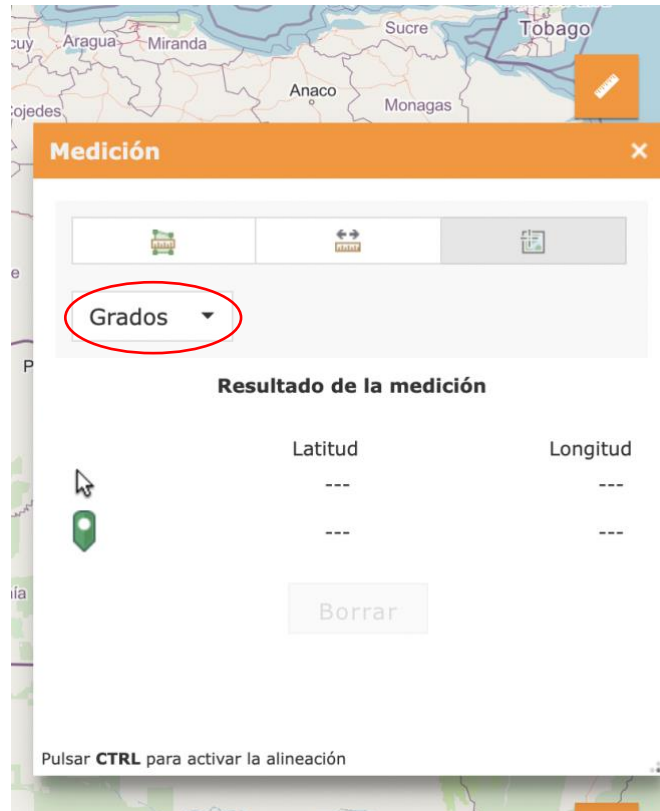 Sucre
Tobago
cuy
Aragua
Miranda
Anaco
ojedes
Monagas
Medición
e
Grados
P
Resultado de la medición
Latitud Longitud
--- ---
--- ---
ía
Borrar
Pulsar CTRL para activar la alineación